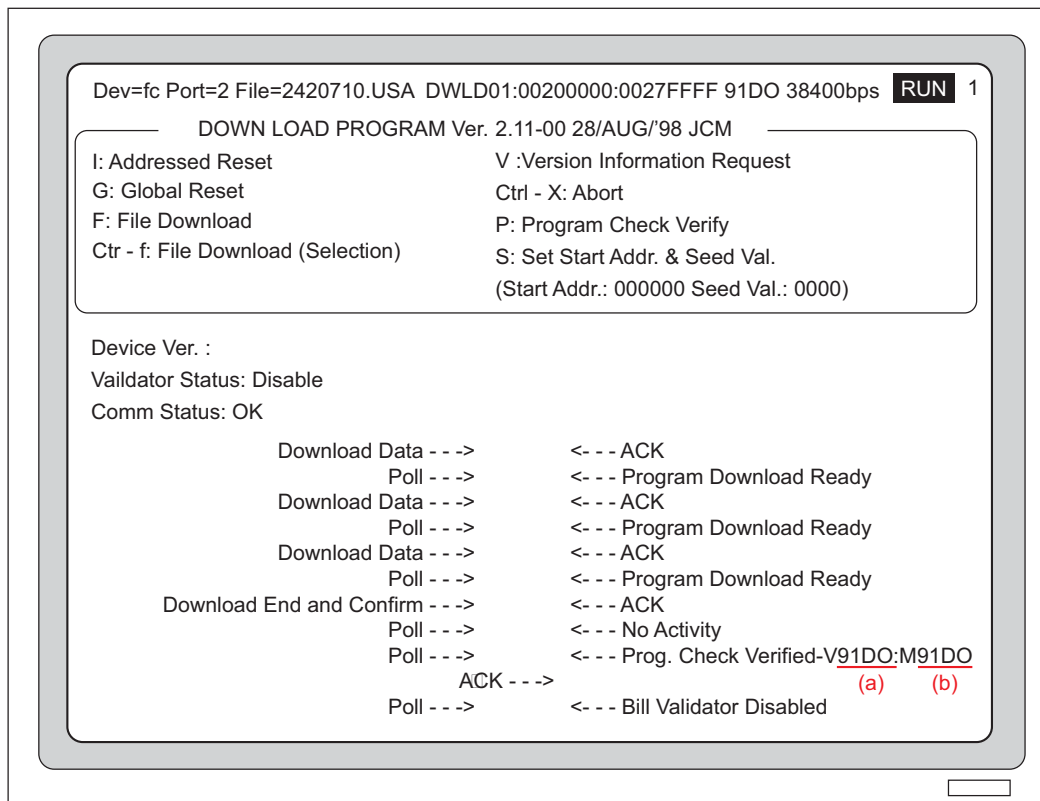 Dev=fc Port=2 File=2420710.USA DWLD01:00200000:0027FFFF 91DO 38400bps RUN 1
DOWN LOAD PROGRAM Ver. 2.11-00 28/AUG/'98 JCM
I: Addressed Reset
G: Global Reset
F: File Download
Ctr - f: File Download (Selection)
V :Version Information Request
Ctrl - X: Abort
P: Program Check Verify
S: Set Start Addr. & Seed Val.
(Start Addr.: 000000 Seed Val.: 0000)
Device Ver. :
Vaildator Status: Disable
Comm Status: OK
Download Data - - -> <- - - ACK
Poll - - -> <- - - Program Download Ready
Download Data - - -> <- - - ACK
Poll - - -> <- - - Program Download Ready
Download Data - - -> <- - - ACK
Poll - - -> <- - - Program Download Ready
Download End and Confirm - - -> <- - - ACK
Poll - - -> <- - - No Activity
Poll - - -> <- - - Prog. Check Verified-V91DO:M91DO
ACK - - -> (a) (b)
Poll - - -> <- - - Bill Validator Disabled